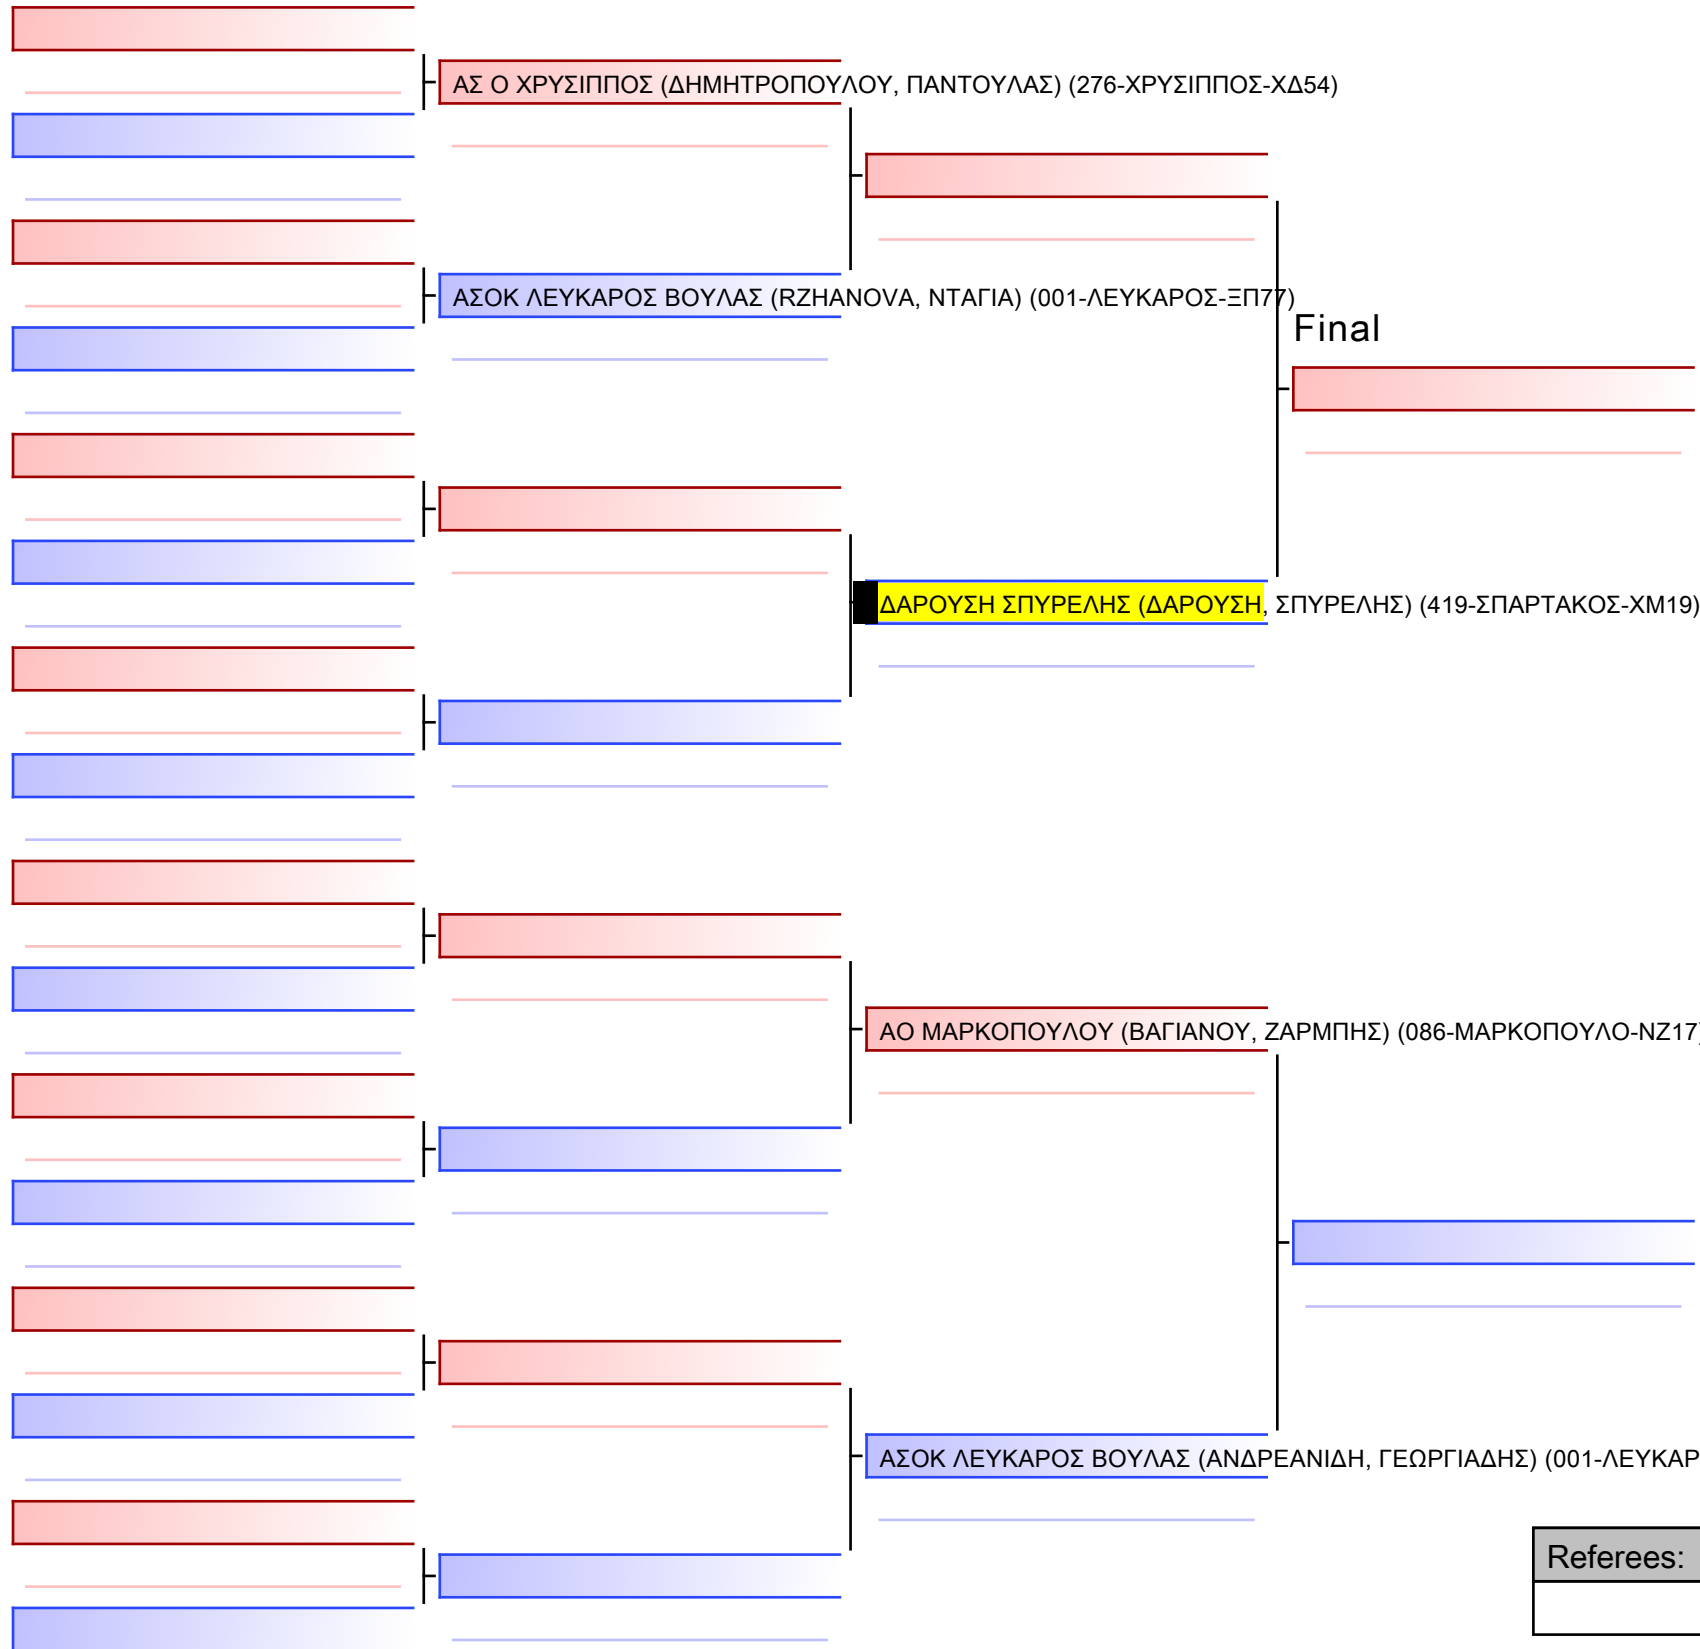 ΑΣ Ο ΧΡΥΣΙΠΠΟΣ (ΔΗΜΗΤΡΟΠΟΥΛΟΥ, ΠΑΝΤΟΥΛΑΣ) (276-ΧΡΥΣΙΠΠΟΣ-ΧΔ54)
ΑΣΟΚ ΛΕΥΚΑΡΟΣ ΒΟΥΛΑΣ (RZHANOVA, ΝΤΑΓΙΑ) (001-ΛΕΥΚΑΡΟΣ-ΞΠ77)
Final
ΔΑΡΟΥΣΗ ΣΠΥΡΕΛΗΣ (ΔΑΡΟΥΣΗ, ΣΠΥΡΕΛΗΣ) (419-ΣΠΑΡΤΑΚΟΣ-ΧΜ19)
ΑΟ ΜΑΡΚΟΠΟΥΛΟΥ (ΒΑΓΙΑΝΟΥ, ΖΑΡΜΠΗΣ) (086-ΜΑΡΚΟΠΟΥΛΟ-ΝΖ17)
ΑΣΟΚ ΛΕΥΚΑΡΟΣ ΒΟΥΛΑΣ (ΑΝΔΡΕΑΝΙΔΗ, ΓΕΩΡΓΙΑΔΗΣ) (001-ΛΕΥΚΑΡ
Referees: